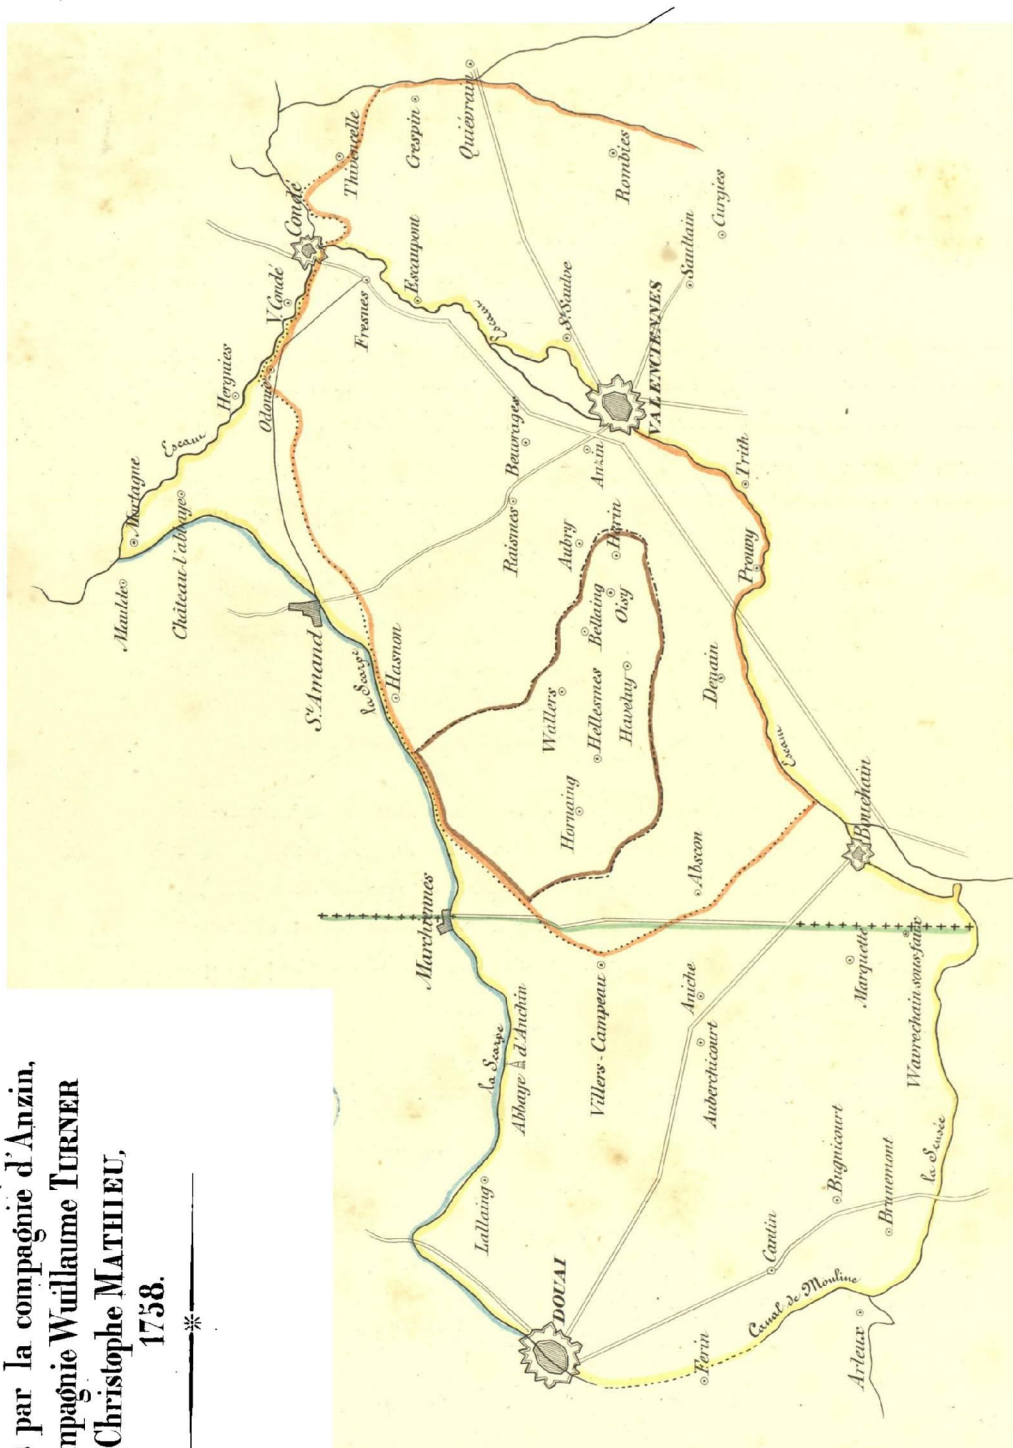 par la compagnie d'Anzin,
mpagnie Wuillaume TURNER
Christophe MATHIEU,
1758.
Maulde
Mortagne
Château-l'abbaye
Escaut
Hergnies
Odomez
V. Condé
Condé
Thivencelle
Crespin
Quiévrain
Rombies
Curgies
Saultain
Fresnes
Escaupont
Escaut
St. Saulve
VALENCIENNES
Beuvrages
Raismes
Anzin
Trith
St. Amand
la Scarpe
Hasnon
Aubry
Hérin
Bellaing
Oisy
Wallers
Hellesmes
Haveluy
Hornaing
Prouvy
Denain
Escaut
Bouchain
Abscon
Marchiennes
la Scarpe
Abbaye d'Anchin
Villers-Campeau
Aniche
Auberchicourt
Marquette
Wavrechain sous faulx
Lallaing
DOUAI
Cantin
Bugnicourt
Brunemont
la Sensée
Canal de Mouline
Ferin
Arleux